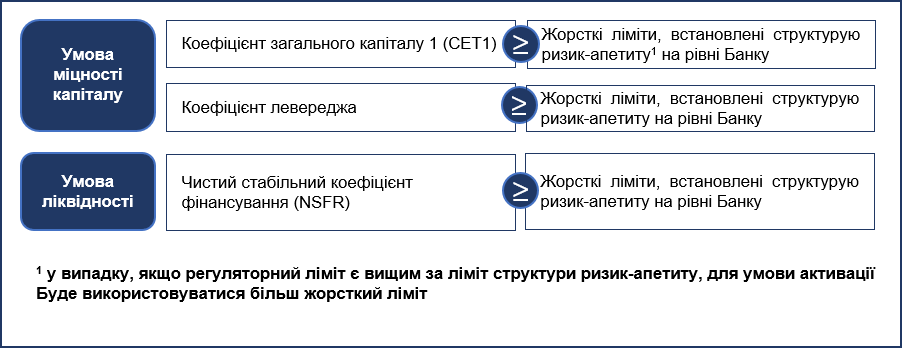 Умова
міцності
капіталу
Коефіцієнт загального капіталу 1 (CET1)
≥
Жорсткі ліміти, встановлені структурую
ризик-апетиту¹ на рівні Банку
Коефіцієнт левереджа
≥
Жорсткі ліміти, встановлені структурую
ризик-апетиту на рівні Банку
Умова
ліквідності
Чистий стабільний коефіцієнт
фінансування (NSFR)
≥
Жорсткі ліміти, встановлені структурую
ризик-апетиту на рівні Банку
¹ у випадку, якщо регуляторний ліміт є вищим за ліміт структури ризик-апетиту, для умови активації
Буде використовуватися більш жорсткий ліміт